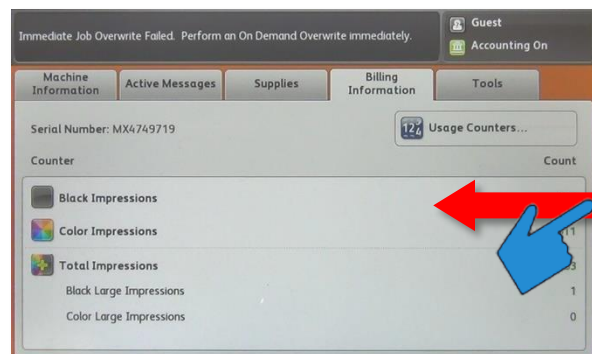 Guest
Immediate Job Overwrite Failed. Perform an On Demand Overwrite immediately.
Accounting On
Machine Information
Active Messages
Supplies
Billing Information
Tools
Serial Number: MX4749719
Usage Counters...
Counter
Count
Black Impressions
Color Impressions
Total Impressions
Black Large Impressions 1
Color Large Impressions 0